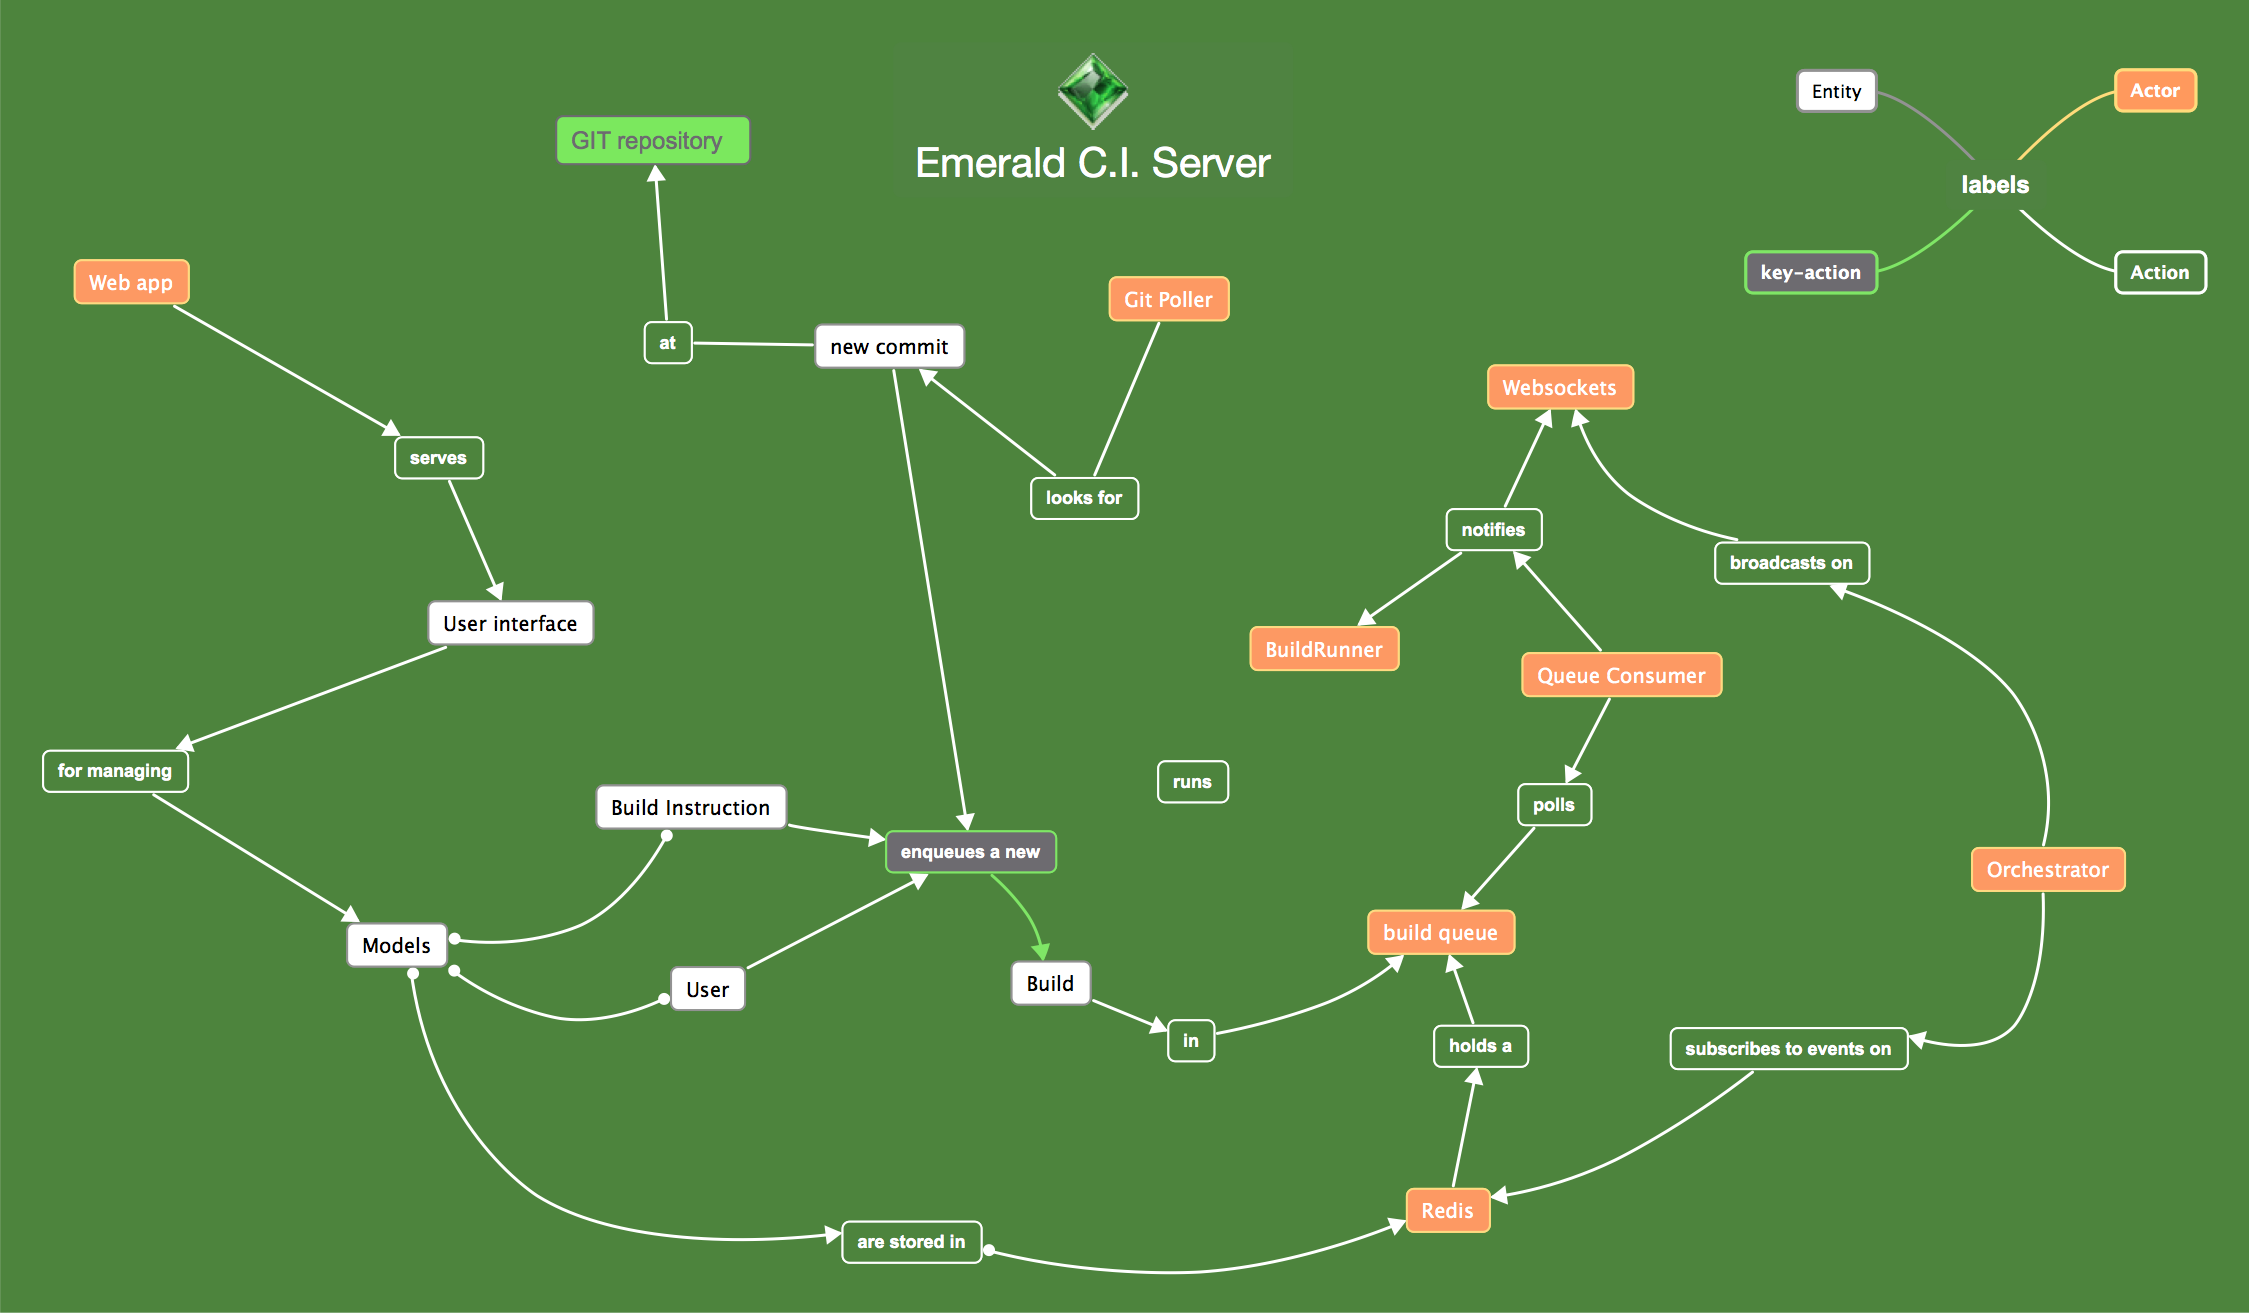 Emerald C.I. Server
Entity
Actor
labels
key-action
Action
GIT repository
Web app
Git Poller
at
new commit
Websockets
serves
looks for
notifies
broadcasts on
User interface
BuildRunner
Queue Consumer
for managing
runs
polls
Build Instruction
enqueues a new
Orchestrator
Models
build queue
User
Build
in
holds a
subscribes to events on
Redis
are stored in